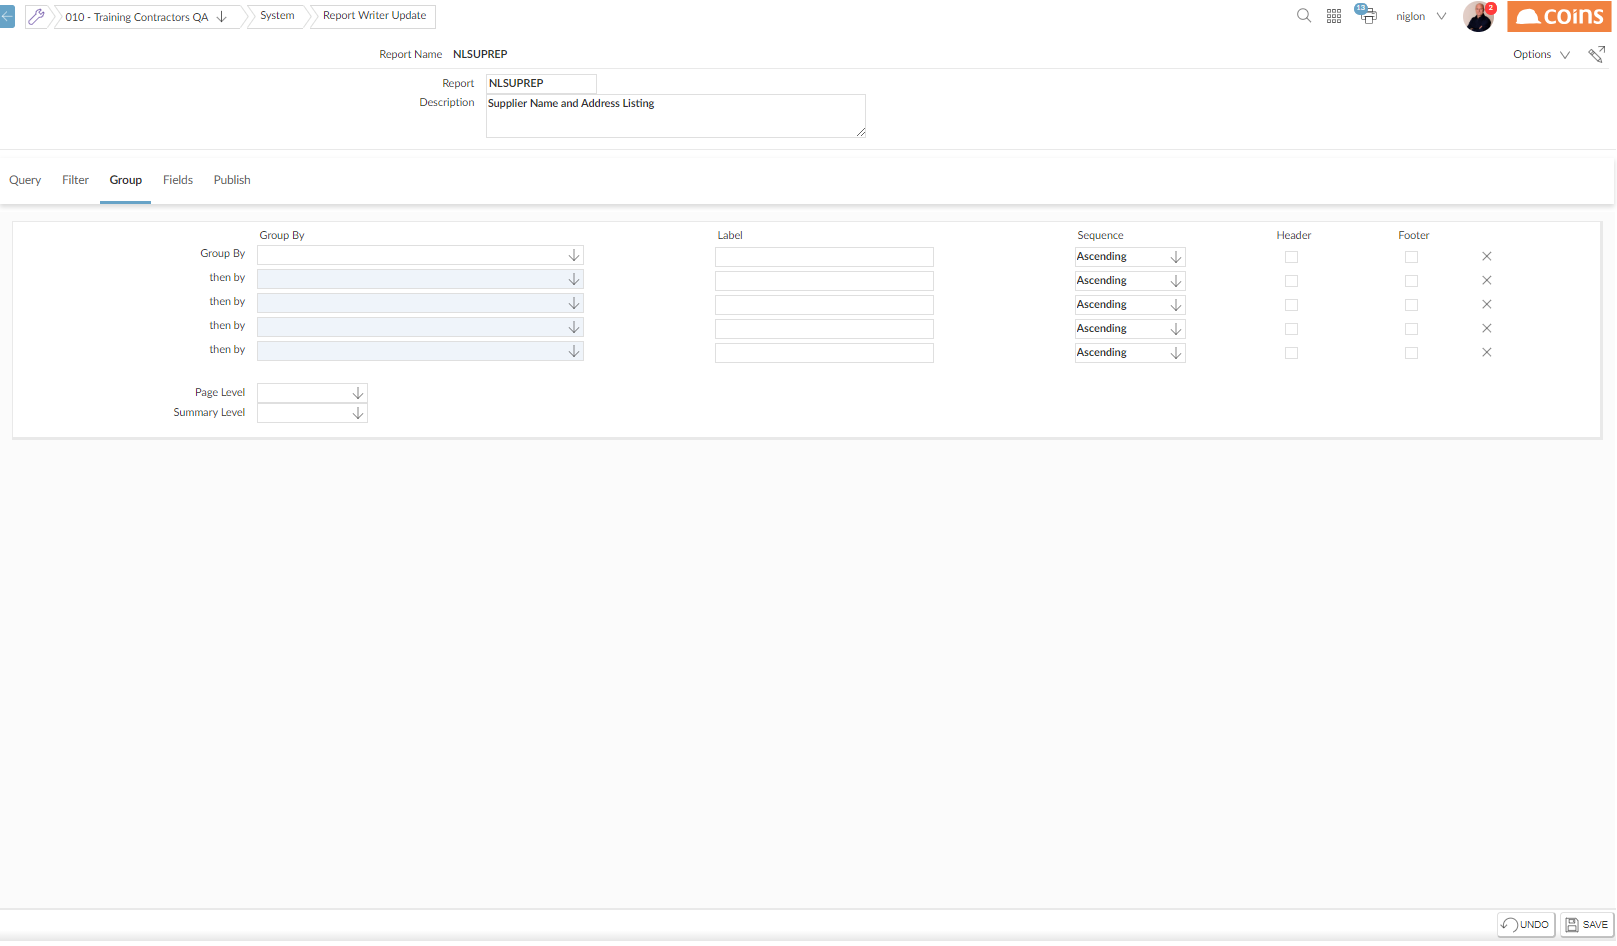 010 - Training Contractors QA
System
Report Writer Update
13
niglon
2
coins
Report Name NLSUPREP
Options
Report NLSUPREP
Description Supplier Name and Address Listing
Query Filter Group Fields Publish
Group By Label Sequence Header Footer
Group By Ascending
then by Ascending
then by Ascending
then by Ascending
then by Ascending
Page Level
Summary Level
UNDO SAVE